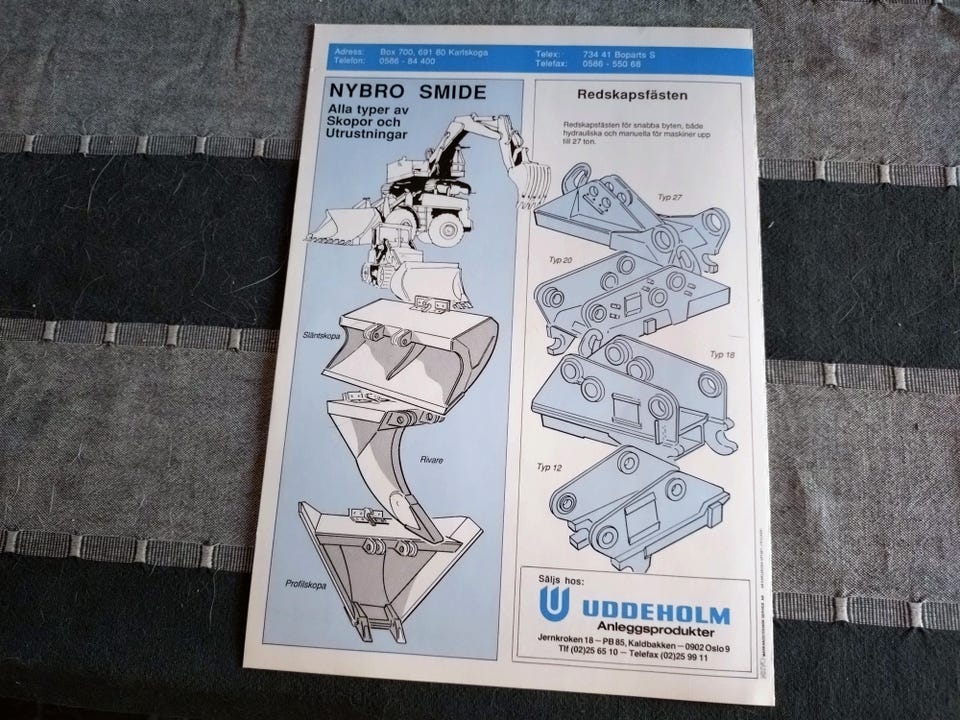 Adress: Box 700, 691 80 Karlskoga
Telefon: 0586 - 84 400
Telex: 734 41 Boparts S
Telefax: 0586 - 550 68
NYBRO SMIDE
Alla typer av
Skopor och
Utrustningar
Släntskopa
Rivare
Profilskopa
Redskapsfästen
Redskapsfästen för snabba byten, både
hydrauliska och manuella för maskiner upp
till 27 ton.
Typ 27
Typ 20
Typ 18
Typ 12
Säljs hos:
UDDEHOLM
Anleggsprodukter
Jernkroken 18 – PB 85, Kaldbakken – 0902 Oslo 9
Tlf (02)25 65 10 – Telefax (02)25 99 11